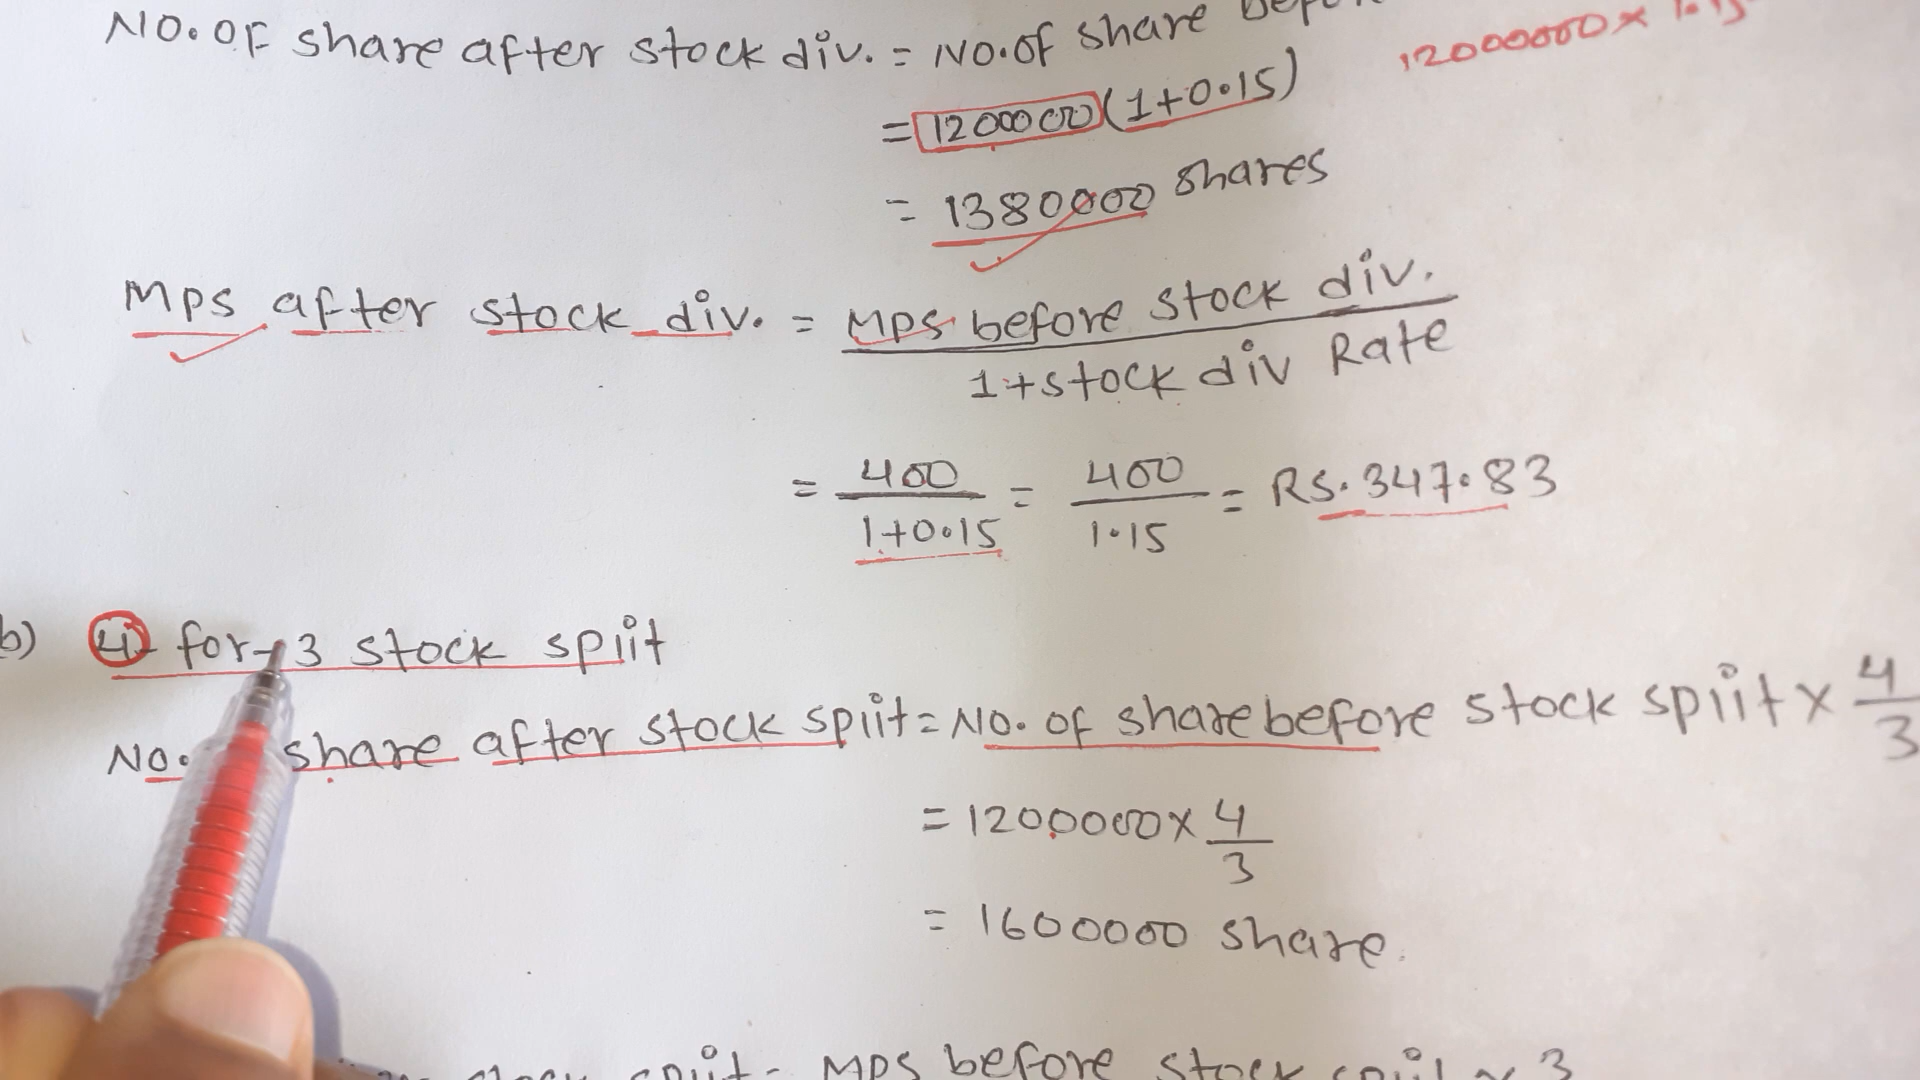 No. of share after stock div. = No. of share
12000000 × 1.15
= 1200000 (1+0.15)
= 1380000 shares
MPS after stock div. = MPS before stock div.
1+stock div Rate
= 400 = 400 = Rs. 347.83
1+0.15 1.15
b) 4 for-3 stock split
No. share after stock split = No. of share before stock split × 4
3
= 1200000 × 4
3
= 1600000 share.
split = MPS before stock split × 3